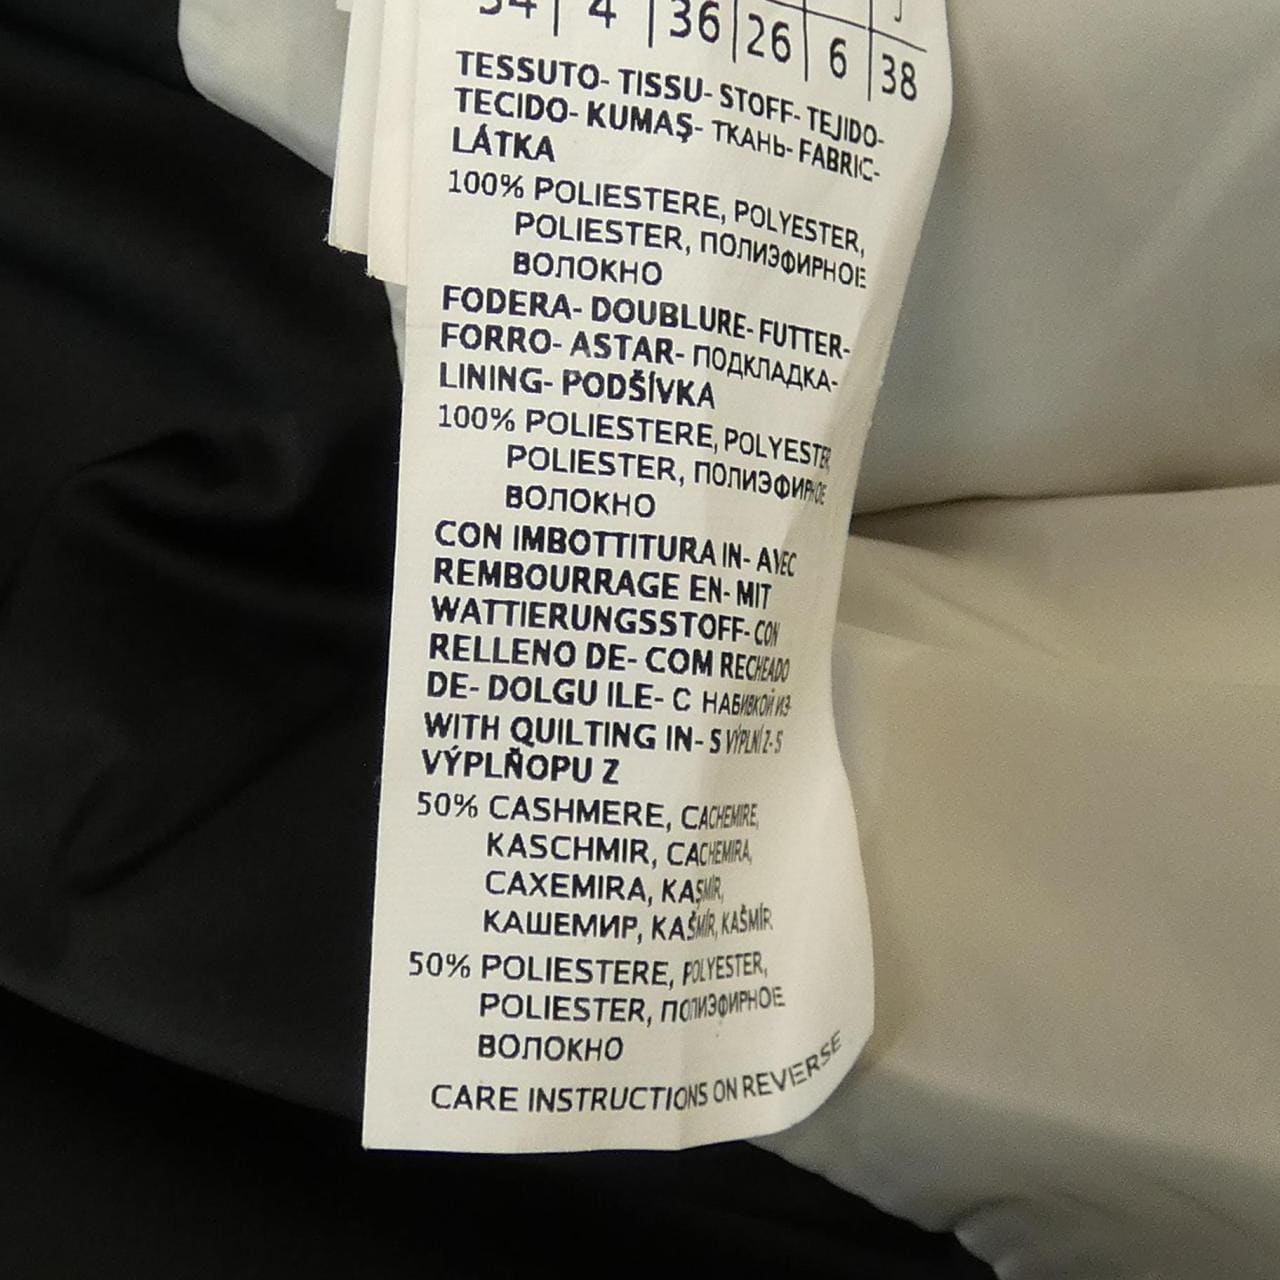 4 36 26 6 38
TESSUTO- TISSU- STOFF- TEJIDO-
TECIDO- KUMAŞ- ТКАНЬ- FABRIC-
LÁTKA
100% POLIESTERE, POLYESTER,
POLIESTER, ПОЛИЭФИРНОЕ
ВОЛОКНО
FODERA- DOUBLURE- FUTTER-
FORRO- ASTAR- ПОДКЛАДКА-
LINING- PODŠÍVKA
100% POLIESTERE, POLYESTER,
POLIESTER, ПОЛИЭФИРНОЕ
ВОЛОКНО
CON IMBOTTITURA IN- AVEC
REMBOURRAGE EN- MIT
WATTIERUNGSSTOFF- CON
RELLENO DE- COM RECHEADO
DE- DOLGU ILE- С НАБИВКОЙ ИЗ-
WITH QUILTING IN- S VÝPLNÍ Z- S
VÝPLŇOPU Z
50% CASHMERE, CACHEMIRE,
KASCHMIR, CACHEMIRA,
CAXEMIRA, KAŞMİR,
КАШЕМИР, KAŠMÍR, KAŠMÍR
50% POLIESTERE, POLYESTER,
POLIESTER, ПОЛИЭФИРНОЕ
ВОЛОКНО
CARE INSTRUCTIONS ON REVERSE